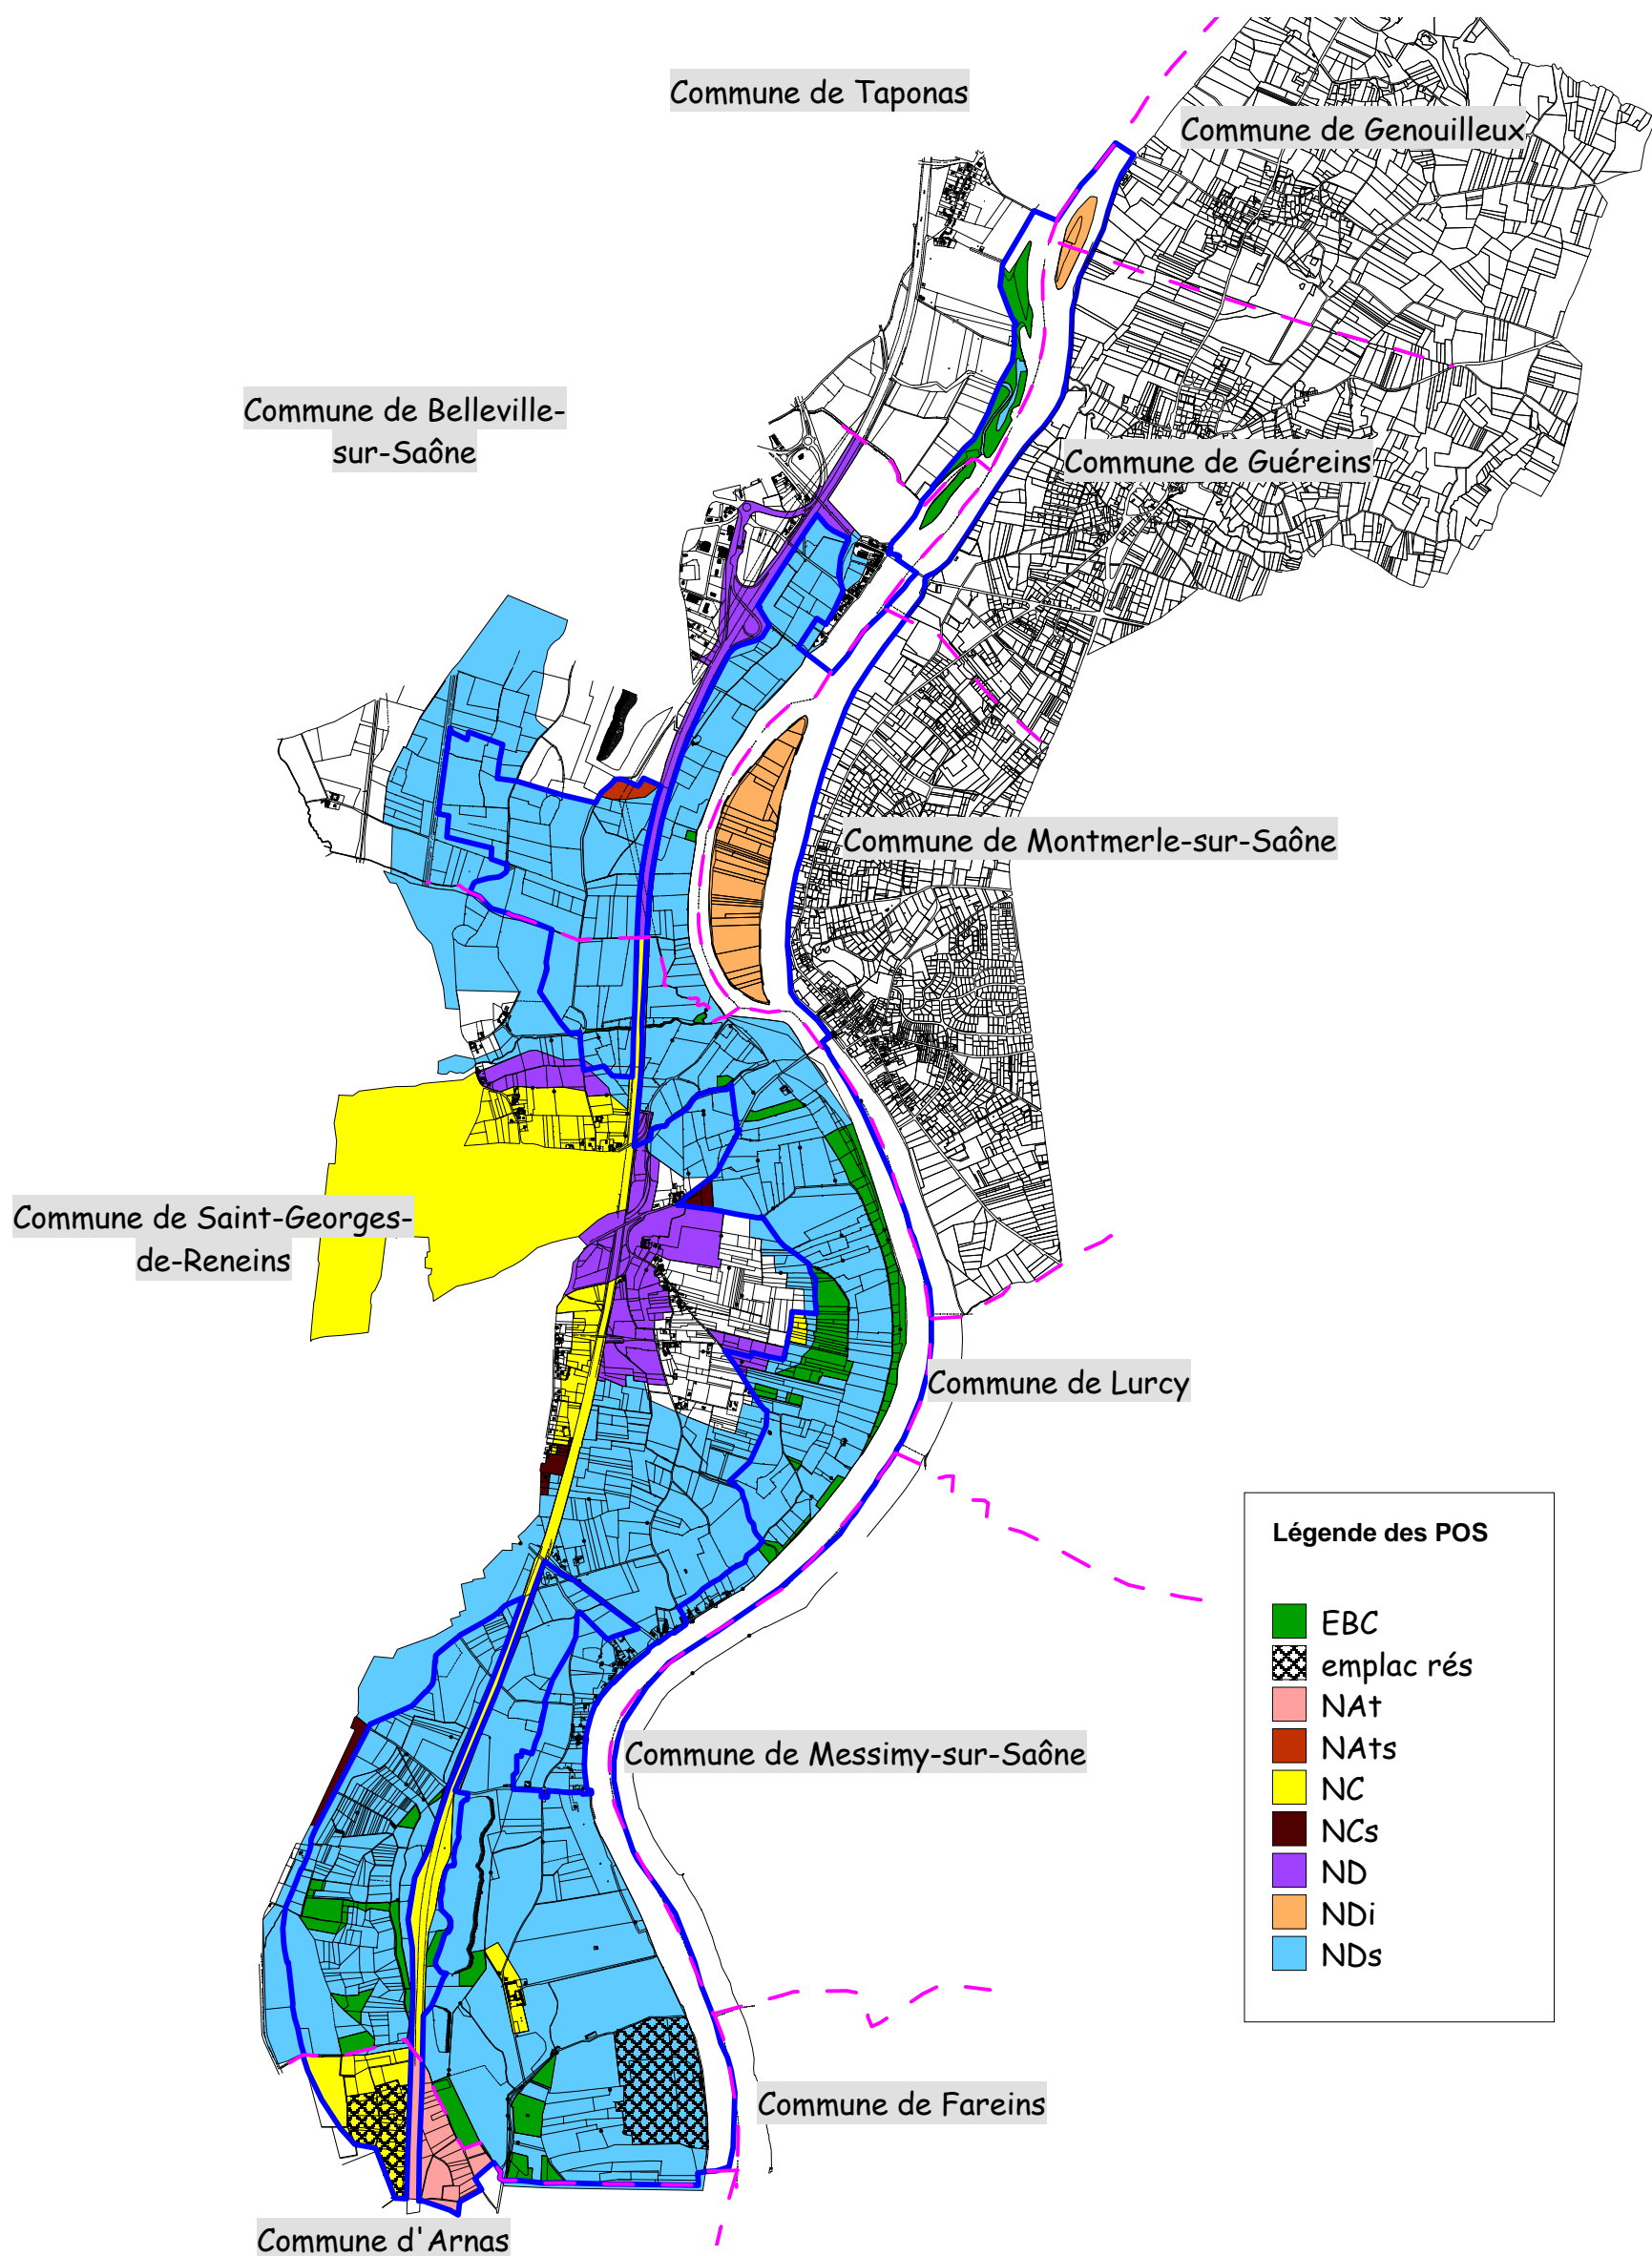 Commune de Taponas
Commune de Genouilleux
Commune de Belleville-
sur-Saône
Commune de Guéreins
Commune de Montmerle-sur-Saône
Commune de Saint-Georges-
de-Reneins
Commune de Lurcy
Légende des POS
EBC
emplac rés
NAt
NAts
NC
NCs
ND
NDi
NDs
Commune de Messimy-sur-Saône
Commune de Fareins
Commune d'Arnas